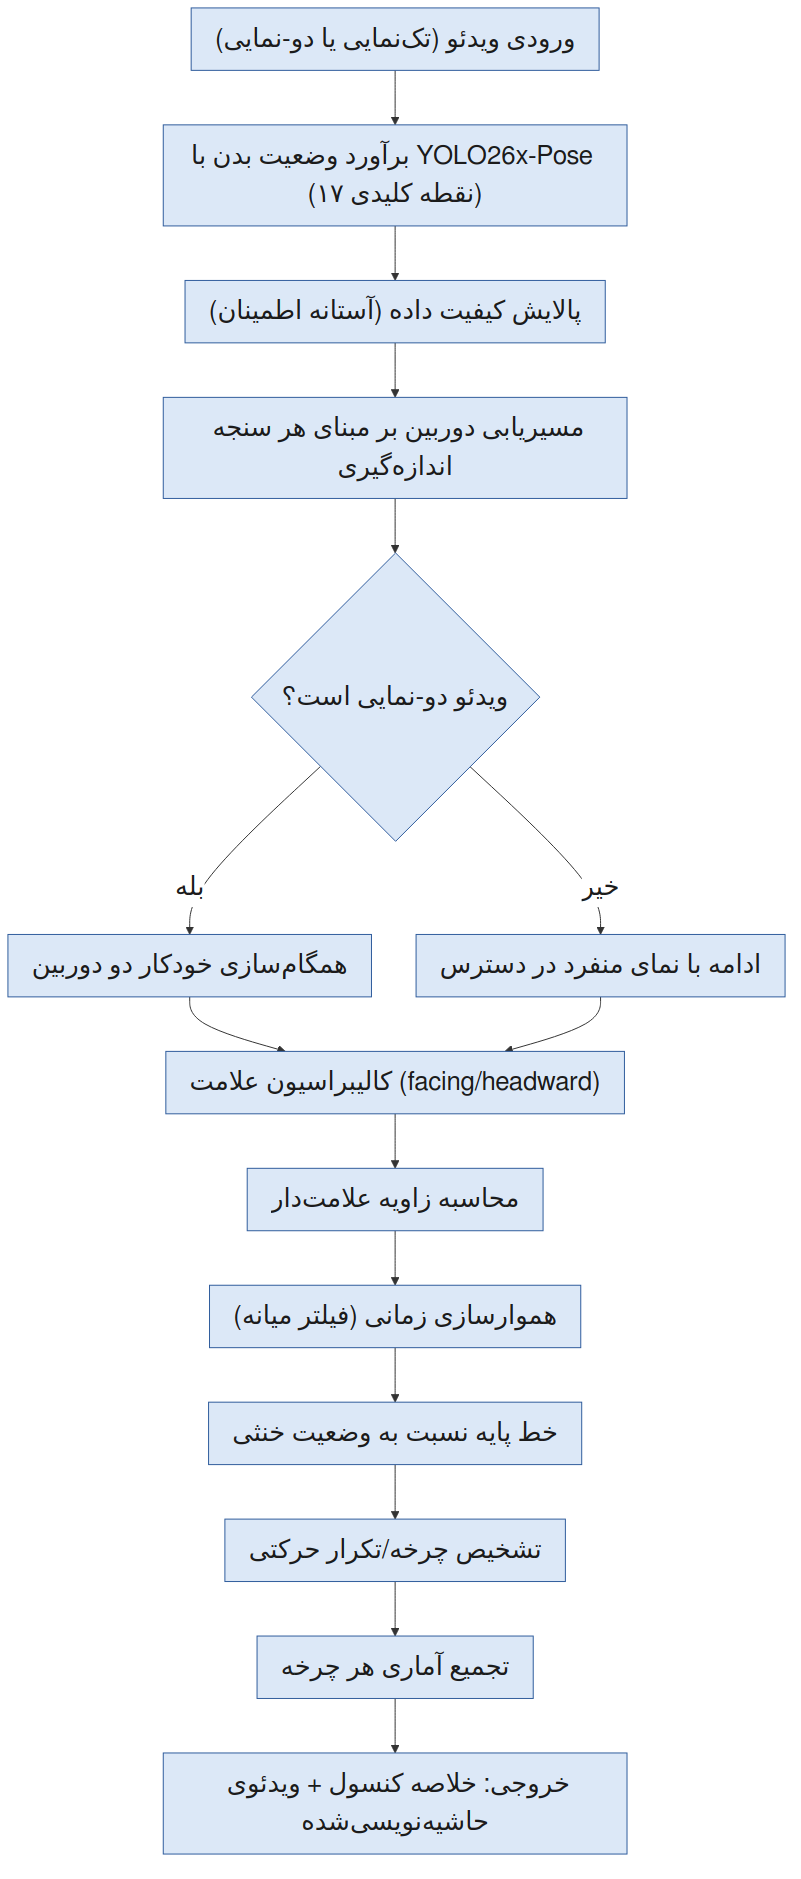 ورودی ویدئو (تک‌نمایی یا دو-نمایی)
برآورد وضعیت بدن با YOLO26x-Pose
(۱۷ نقطه کلیدی)
پالایش کیفیت داده (آستانه اطمینان)
مسیریابی دوربین بر مبنای هر سنجه
اندازه‌گیری
ویدئو دو-نمایی است؟
بله
خیر
همگام‌سازی خودکار دو دوربین
ادامه با نمای منفرد در دسترس
کالیبراسیون علامت (facing/headward)
محاسبه زاویه علامت‌دار
هموارسازی زمانی (فیلتر میانه)
خط پایه نسبت به وضعیت خنثی
تشخیص چرخه/تکرار حرکتی
تجمیع آماری هر چرخه
خروجی: خلاصه کنسول + ویدئوی
حاشیه‌نویسی‌شده